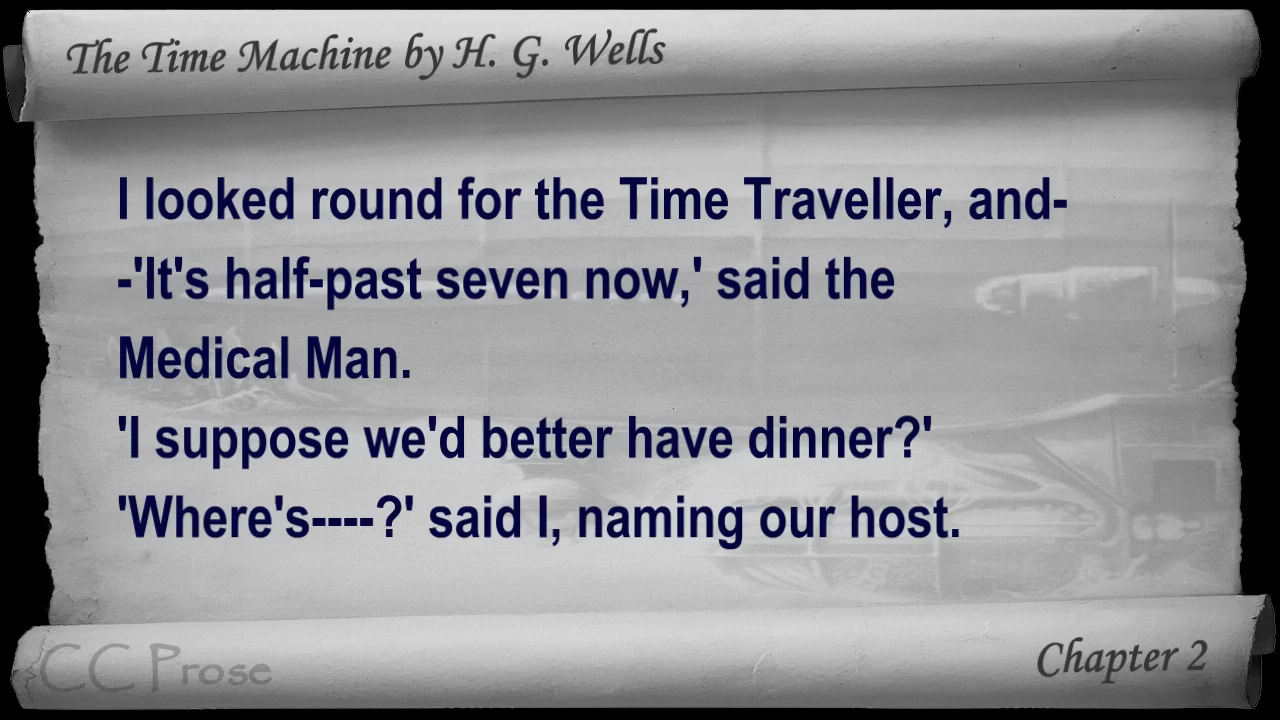 The Time Machine by H. G. Wells
I looked round for the Time Traveller, and-
-'It's half-past seven now,' said the
Medical Man.
'I suppose we'd better have dinner?'
'Where's----?' said I, naming our host.
CC Prose
Chapter 2